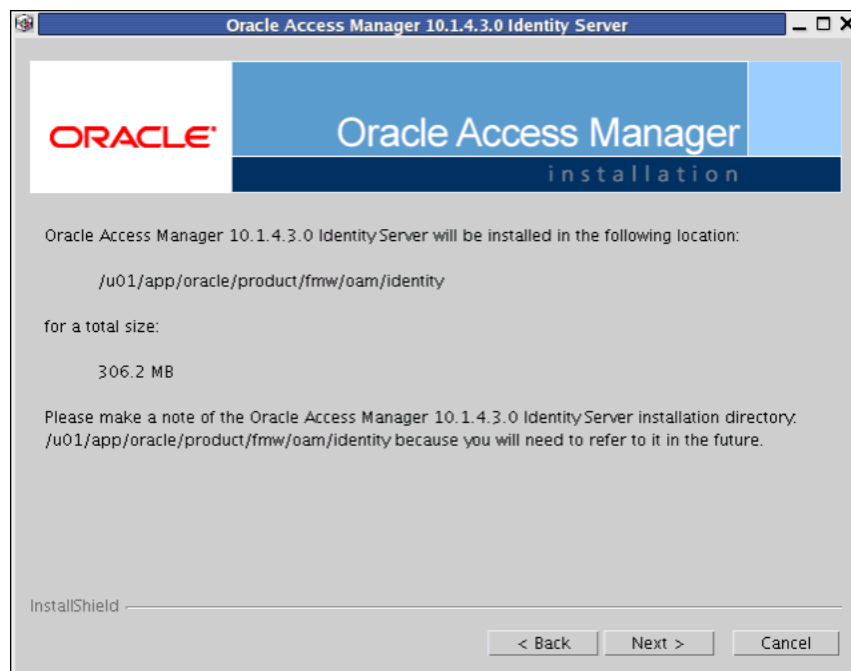 Oracle Access Manager 10.1.4.3.0 Identity Server
ORACLE
Oracle Access Manager
installation
Oracle Access Manager 10.1.4.3.0 Identity Server will be installed in the following location:
/u01/app/oracle/product/fmw/oam/identity
for a total size:
306.2 MB
Please make a note of the Oracle Access Manager 10.1.4.3.0 Identity Server installation directory:
/u01/app/oracle/product/fmw/oam/identity because you will need to refer to it in the future.
InstallShield
< Back Next > Cancel